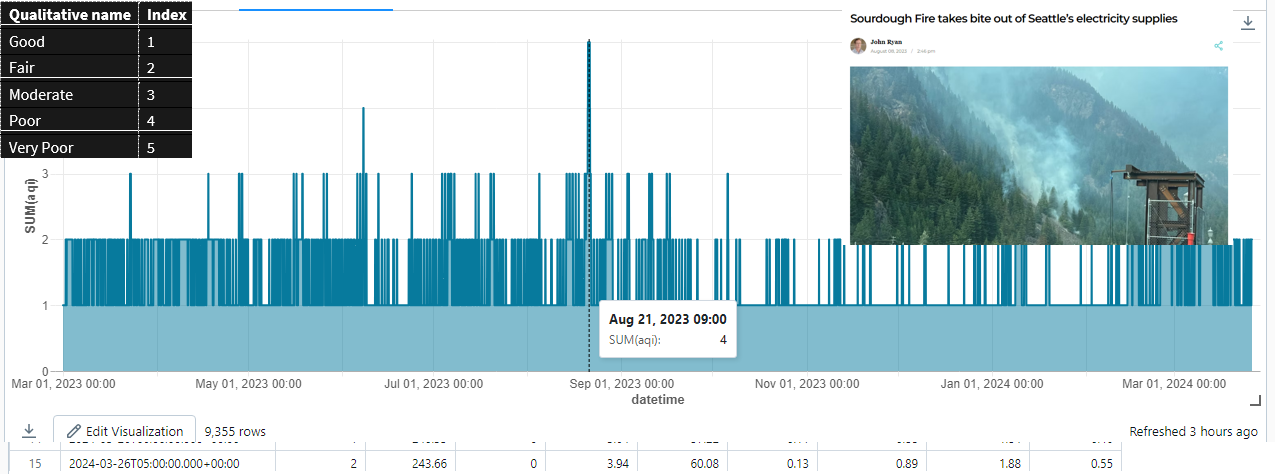 Qualitative name Index
Good 1
Fair 2
Moderate 3
Poor 4
Very Poor 5
Sourdough Fire takes bite out of Seattle's electricity supplies
John Ryan
August 08, 2023 / 2:46 pm
SUM(aqi)
3
2
1
0
Aug 21, 2023 09:00
SUM(aqi): 4
Mar 01, 2023 00:00 May 01, 2023 00:00 Jul 01, 2023 00:00 Sep 01, 2023 00:00 Nov 01, 2023 00:00 Jan 01, 2024 00:00 Mar 01, 2024 00:00
datetime
Edit Visualization 9,355 rows Refreshed 3 hours ago
15 2024-03-26T05:00:00.000+00:00 2 243.66 0 3.94 60.08 0.13 0.89 1.88 0.55